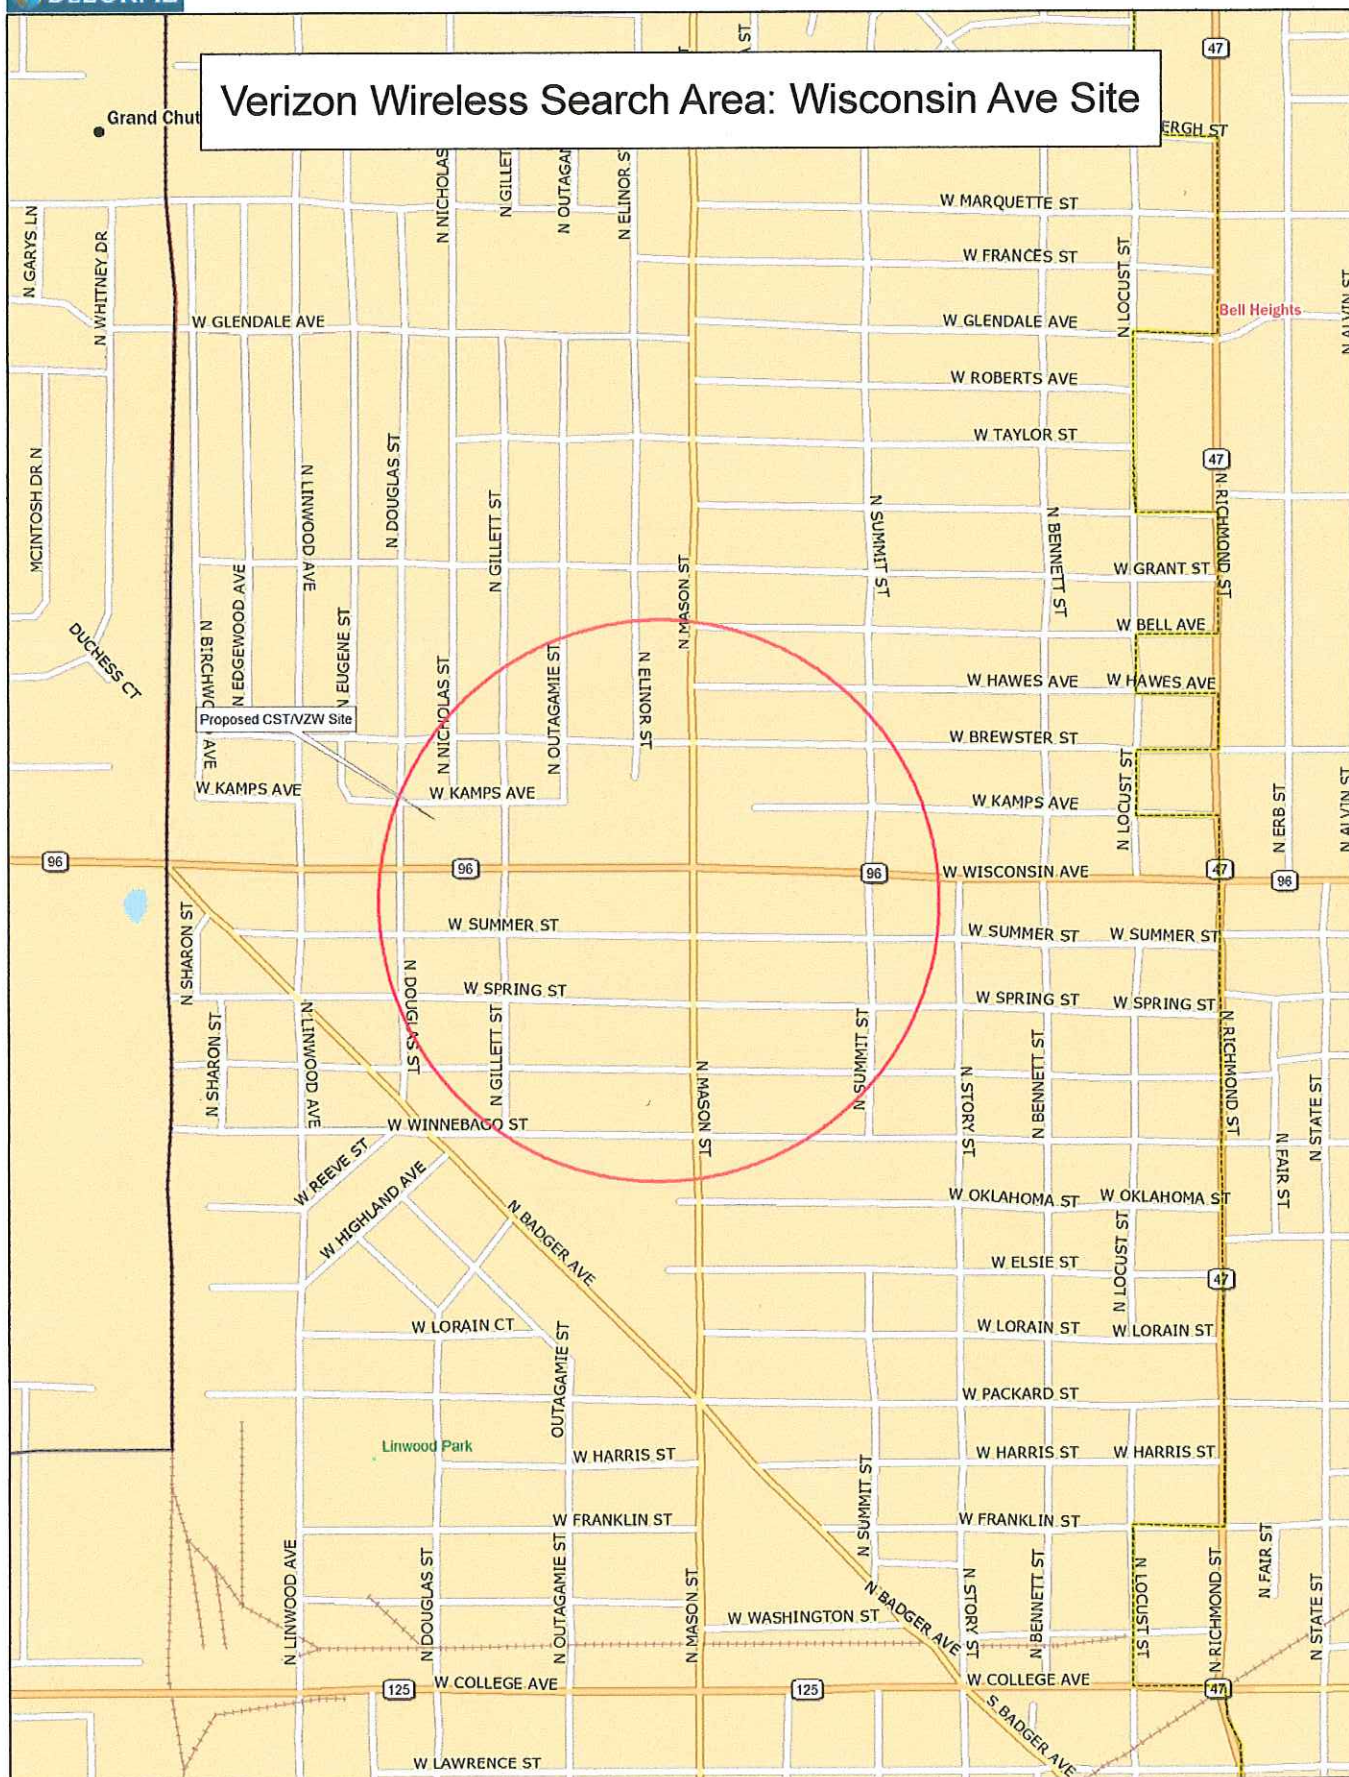 DELORME
Verizon Wireless Search Area: Wisconsin Ave Site
47
Grand Chut
ERGH ST
N NICHOLAS
N GILLET
N OUTAGA
N ELINOR S
W MARQUETTE ST
N GARYS LN
N WHITNEY DR
W FRANCES ST
N LOCUST ST
N ALVIN ST
Bell Heights
W GLENDALE AVE
W GLENDALE AVE
W ROBERTS AVE
W TAYLOR ST
47
MCINTOSH DR N
N LINWOOD AVE
N DOUGLAS ST
N GILLETT ST
N SUMMIT ST
N BENNETT ST
N RICHMOND ST
N MASON ST
W GRANT ST
N EDGEWOOD AVE
N EUGENE ST
W BELL AVE
DUCHESS CT
N BIRCHWO
D AVE
N NICHOLAS ST
N OUTAGAMIE ST
N ELINOR ST
W HAWES AVE
W HAWES AVE
Proposed CST/VZW Site
W BREWSTER ST
N LOCUST ST
W KAMPS AVE
W KAMPS AVE
W KAMPS AVE
N ERB ST
N ALVIN ST
96
96
96
W WISCONSIN AVE
47
96
W SUMMER ST
W SUMMER ST
W SUMMER ST
N SHARON ST
N DOUGLAS ST
W SPRING ST
W SPRING ST
W SPRING ST
N SHARON ST
N LINWOOD AVE
N GILLETT ST
N MASON ST
N SUMMIT ST
N STORY ST
N BENNETT ST
N RICHMOND ST
N STATE ST
W WINNEBAGO ST
N FAIR ST
W REEVE ST
W HIGHLAND AVE
W OKLAHOMA ST
W OKLAHOMA ST
N BADGER AVE
W ELSIE ST
N LOCUST ST
47
W LORAIN CT
W LORAIN ST
W LORAIN ST
OUTAGAMIE ST
W PACKARD ST
Linwood Park
W HARRIS ST
W HARRIS ST
W HARRIS ST
N SUMMIT ST
W FRANKLIN ST
W FRANKLIN ST
N LINWOOD AVE
N DOUGLAS ST
N OUTAGAMIE ST
N MASON ST
N BADGER AVE
N STORY ST
N BENNETT ST
N LOCUST ST
N RICHMOND ST
N FAIR ST
N STATE ST
W WASHINGTON ST
W COLLEGE AVE
W COLLEGE AVE
125
125
47
S BADGER AVE
W LAWRENCE ST